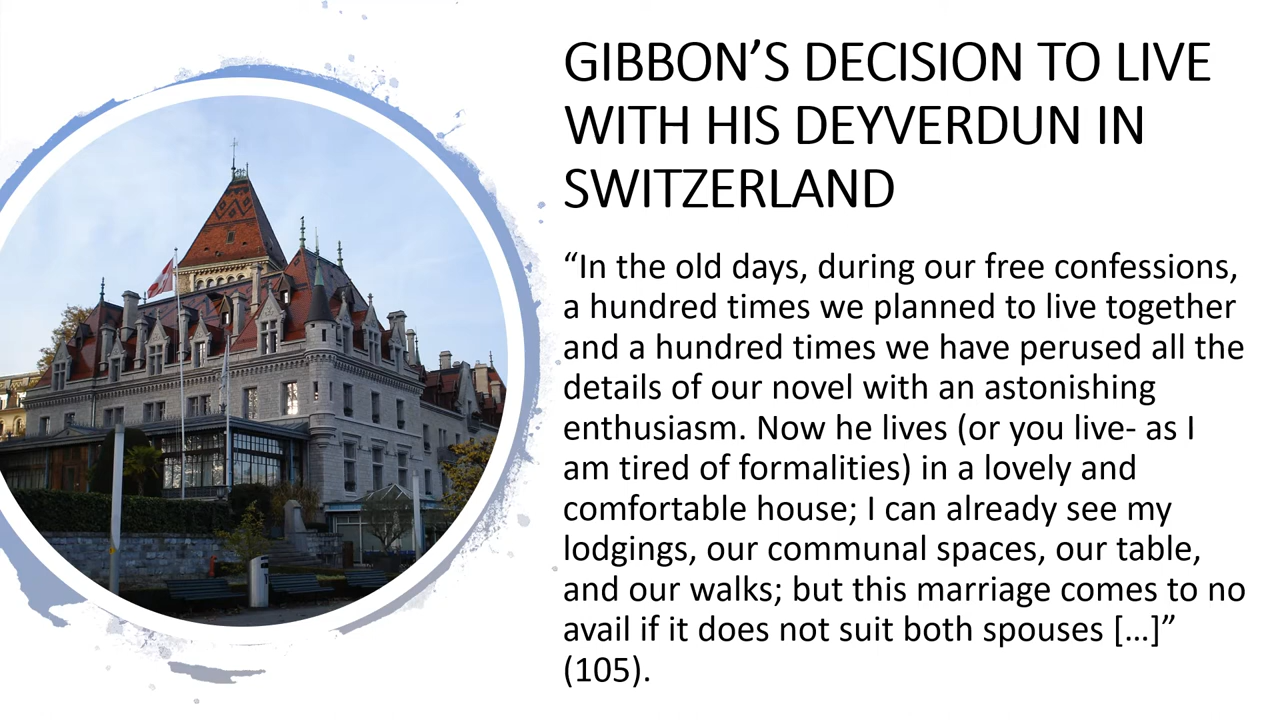 GIBBON’S DECISION TO LIVE
WITH HIS DEYVERDUN IN
SWITZERLAND
“In the old days, during our free confessions,
a hundred times we planned to live together
and a hundred times we have perused all the
details of our novel with an astonishing
enthusiasm. Now he lives (or you live- as I
am tired of formalities) in a lovely and
comfortable house; I can already see my
lodgings, our communal spaces, our table,
and our walks; but this marriage comes to no
avail if it does not suit both spouses […]”
(105).